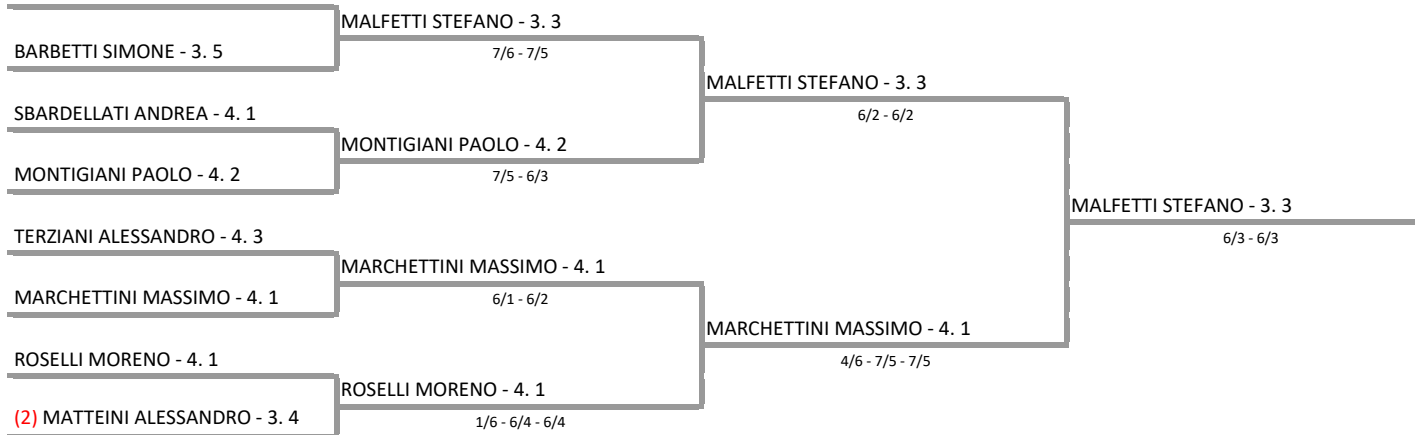 MALFETTI STEFANO - 3. 3
BARBETTI SIMONE - 3. 5
7/6 - 7/5
MALFETTI STEFANO - 3. 3
SBARDELLATI ANDREA - 4. 1
6/2 - 6/2
MONTIGIANI PAOLO - 4. 2
MONTIGIANI PAOLO - 4. 2
7/5 - 6/3
MALFETTI STEFANO - 3. 3
TERZIANI ALESSANDRO - 4. 3
6/3 - 6/3
MARCHETTINI MASSIMO - 4. 1
MARCHETTINI MASSIMO - 4. 1
6/1 - 6/2
MARCHETTINI MASSIMO - 4. 1
ROSELLI MORENO - 4. 1
4/6 - 7/5 - 7/5
ROSELLI MORENO - 4. 1
(2) MATTEINI ALESSANDRO - 3. 4
1/6 - 6/4 - 6/4